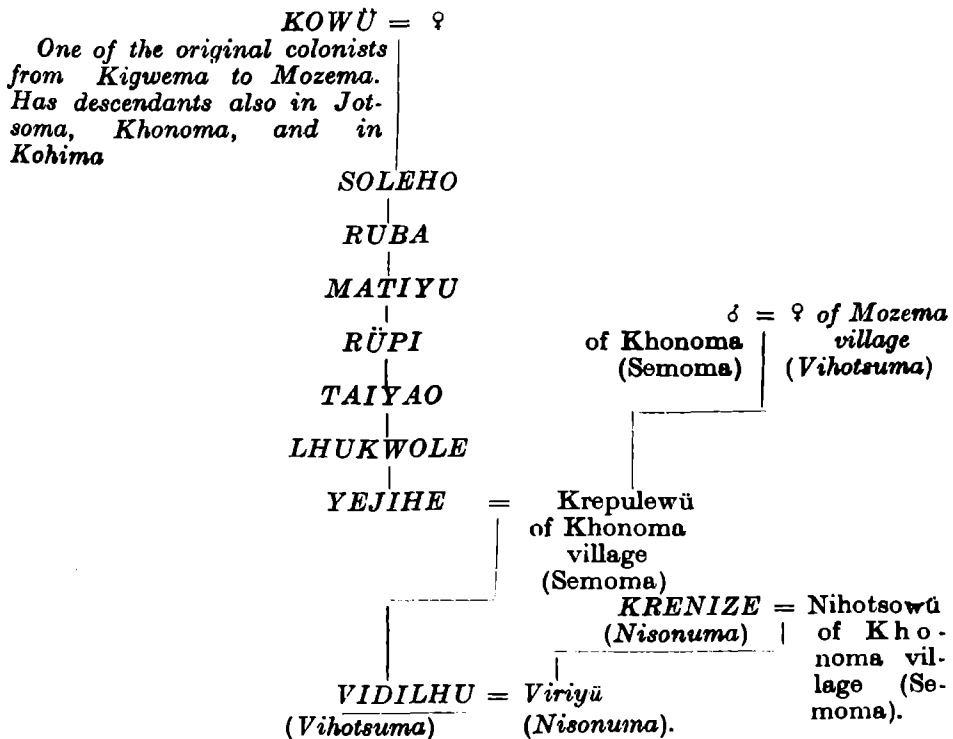 KOWÜ = ♀
One of the original colonists
from Kigwema to Mozema.
Has descendants also in Jot-
soma, Khonoma, and in
Kohima
SOLEHO
RUBA
MATIYU
♂ = ♀ of Mozema
RÜPI
of Khonoma village
(Semoma) (Vihotsuma)
TAIYAO
LHUKWOLE
YEJIHE = Krepulewü
of Khonoma
village
(Semoma)
KRENIZE = Nihotsowü
(Nisonuma) of Kho-
noma vil-
lage (Se-
moma).
VIDILHU = Viriyü
(Vihotsuma) (Nisonuma).